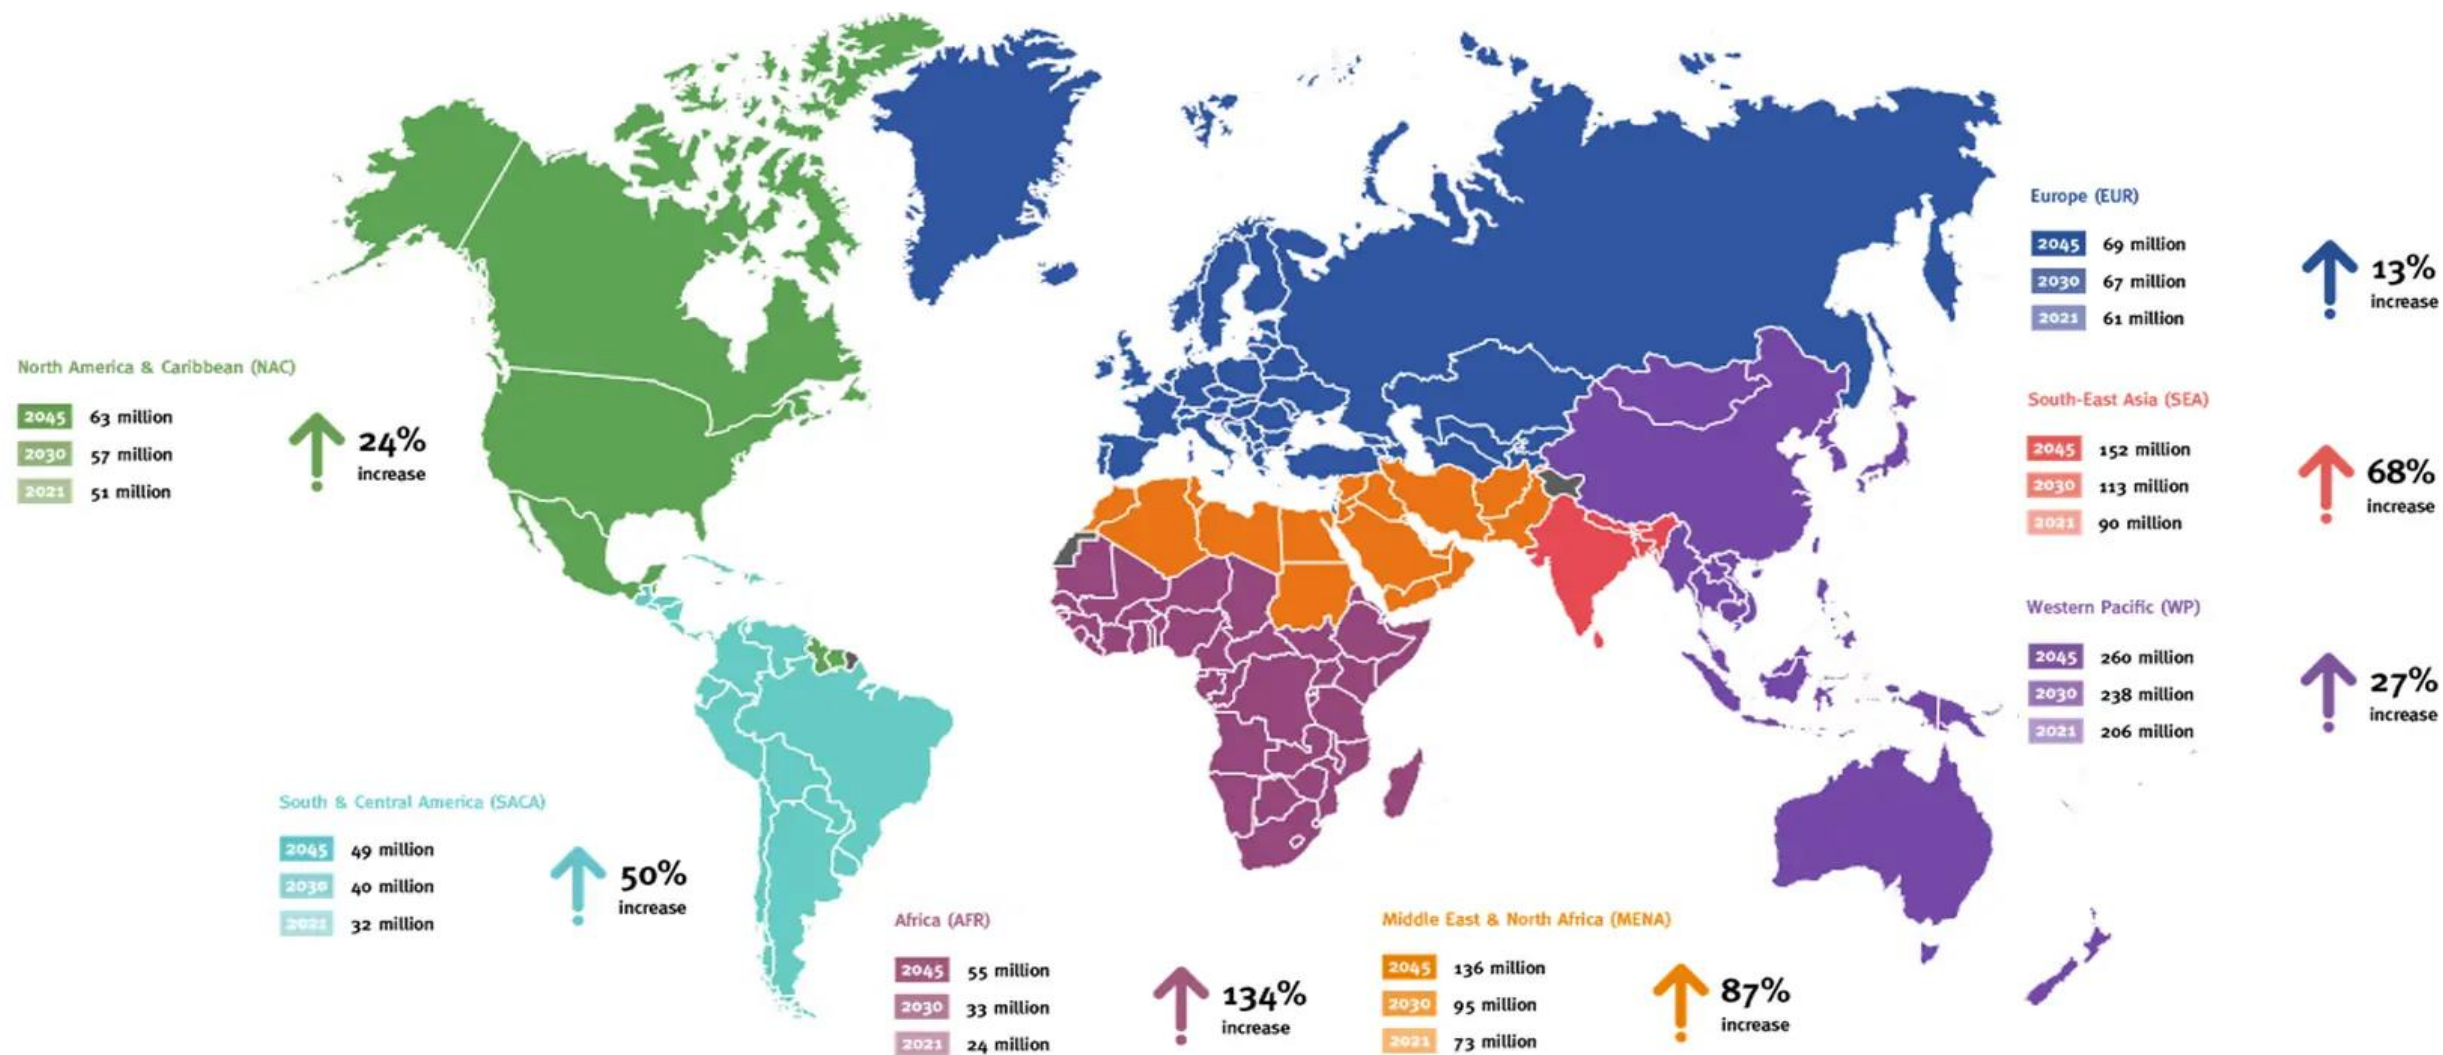 North America & Caribbean (NAC)
2045 63 million
2030 57 million
2021 51 million
24%
increase
South & Central America (SACA)
2045 49 million
2030 40 million
2021 32 million
50%
increase
Africa (AFR)
2045 55 million
2030 33 million
2021 24 million
134%
increase
Middle East & North Africa (MENA)
2045 136 million
2030 95 million
2021 73 million
87%
increase
Europe (EUR)
2045 69 million
2030 67 million
2021 61 million
13%
increase
South-East Asia (SEA)
2045 152 million
2030 113 million
2021 90 million
68%
increase
Western Pacific (WP)
2045 260 million
2030 238 million
2021 206 million
27%
increase